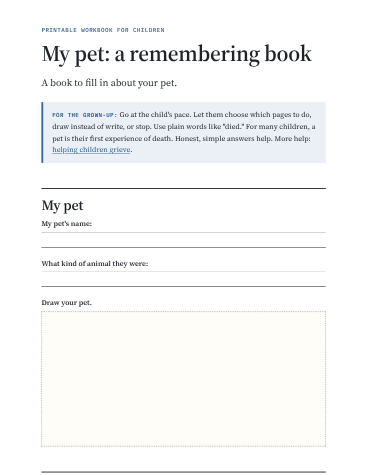 PRINTABLE WORKBOOK FOR CHILDREN
My pet: a remembering book
A book to fill in about your pet.
FOR THE GROWN-UP: Go at the child's pace. Let them choose which pages to do,
draw instead of write, or stop. Use plain words like "died." For many children, a
pet is their first experience of death. Honest, simple answers help. More help:
helping children grieve.
My pet
My pet's name:
What kind of animal they were:
Draw your pet.